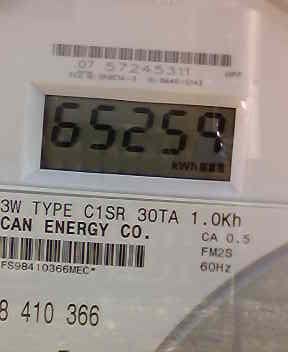 07 57245311
65259
kWh
3W TYPE C1SR 30TA 1.0Kh
CAN ENERGY CO.
CA 0.5
FM2S
FS98410366MEC*
60Hz
8 410 366